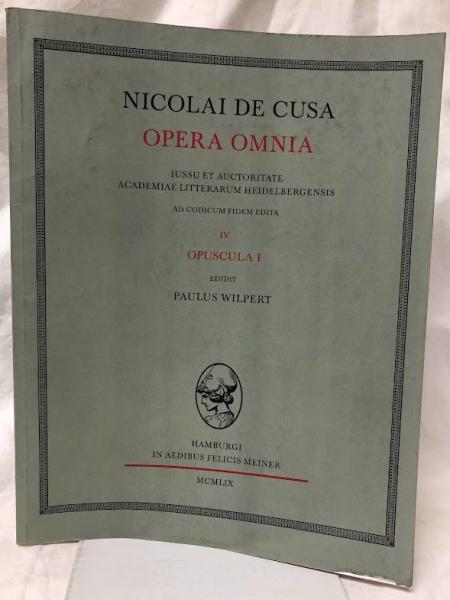 NICOLAI DE CUSA
OPERA OMNIA
IUSSU ET AUCTORITATE
ACADEMIAE LITTERARUM HEIDELBERGENSIS
AD CODICUM FIDEM EDITA
IV
OPUSCULA I
EDIDIT
PAULUS WILPERT
HAMBURGI
IN AEDIBUS FELICIS MEINER
MCMLIX